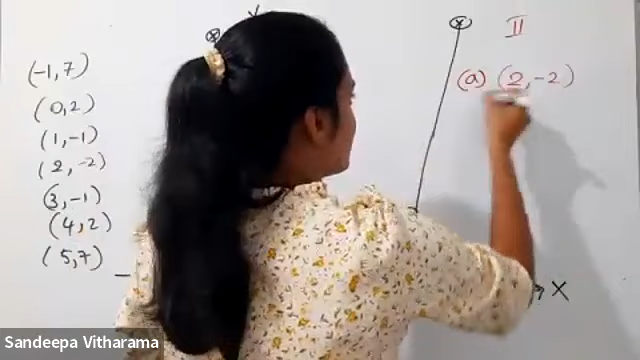 (-1,7)
(0,2)
(1,-1)
(2,-2)
(3,-1)
(4,2)
(5,7)
Y
II
(a) (2,-2)
X
Sandeepa Vitharama